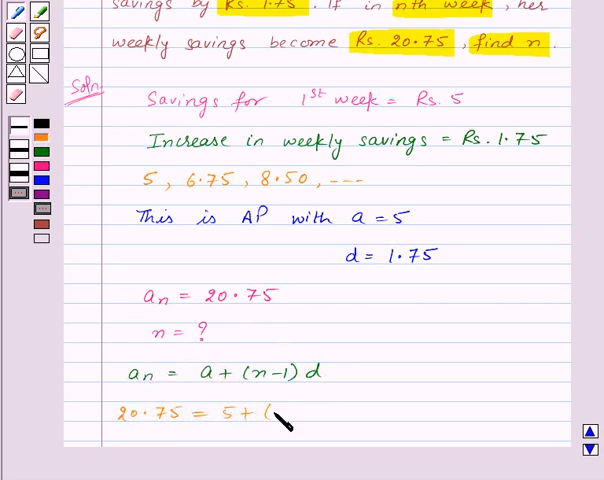 savings by Rs. 1.75. If in nth week, her
weekly savings become Rs. 20.75, find n.
Soln
Savings for 1st week = Rs. 5
Increase in weekly savings = Rs. 1.75
5, 6.75, 8.50, ----
This is AP with a = 5
d = 1.75
an = 20.75
n = ?
an = a + (n-1) d
20.75 = 5 + (